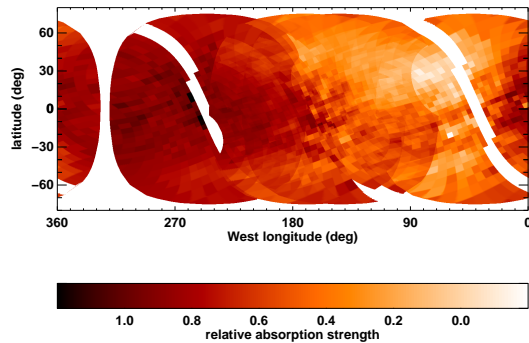 60
30
0
−30
−60
latitude (deg)
360 270 180 90 0
West longitude (deg)
1.0 0.8 0.6 0.4 0.2 0.0
relative absorption strength